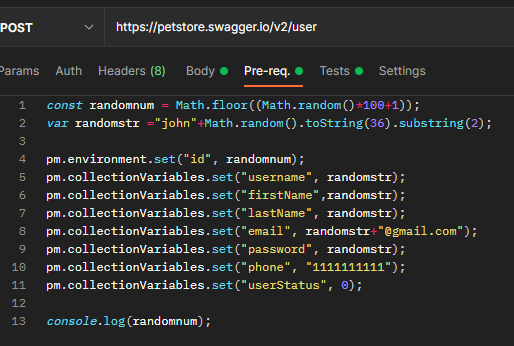 POST https://petstore.swagger.io/v2/user
Params Auth Headers (8) Body Pre-req. Tests Settings
1 const randomnum = Math.floor((Math.random()*100+1));
2 var randomstr ="john"+Math.random().toString(36).substring(2);
3
4 pm.environment.set("id", randomnum);
5 pm.collectionVariables.set("username", randomstr);
6 pm.collectionVariables.set("firstName",randomstr);
7 pm.collectionVariables.set("lastName", randomstr);
8 pm.collectionVariables.set("email", randomstr+"@gmail.com");
9 pm.collectionVariables.set("password", randomstr);
10 pm.collectionVariables.set("phone", "1111111111");
11 pm.collectionVariables.set("userStatus", 0);
12
13 console.log(randomnum);